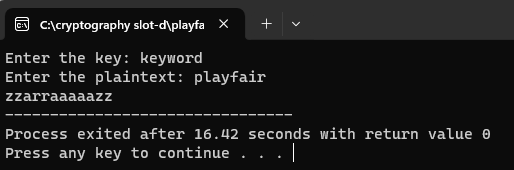 C:\cryptography slot-d\playfa
Enter the key: keyword
Enter the plaintext: playfair
zzarraaaaazz
--------------------------------
Process exited after 16.42 seconds with return value 0
Press any key to continue . . .